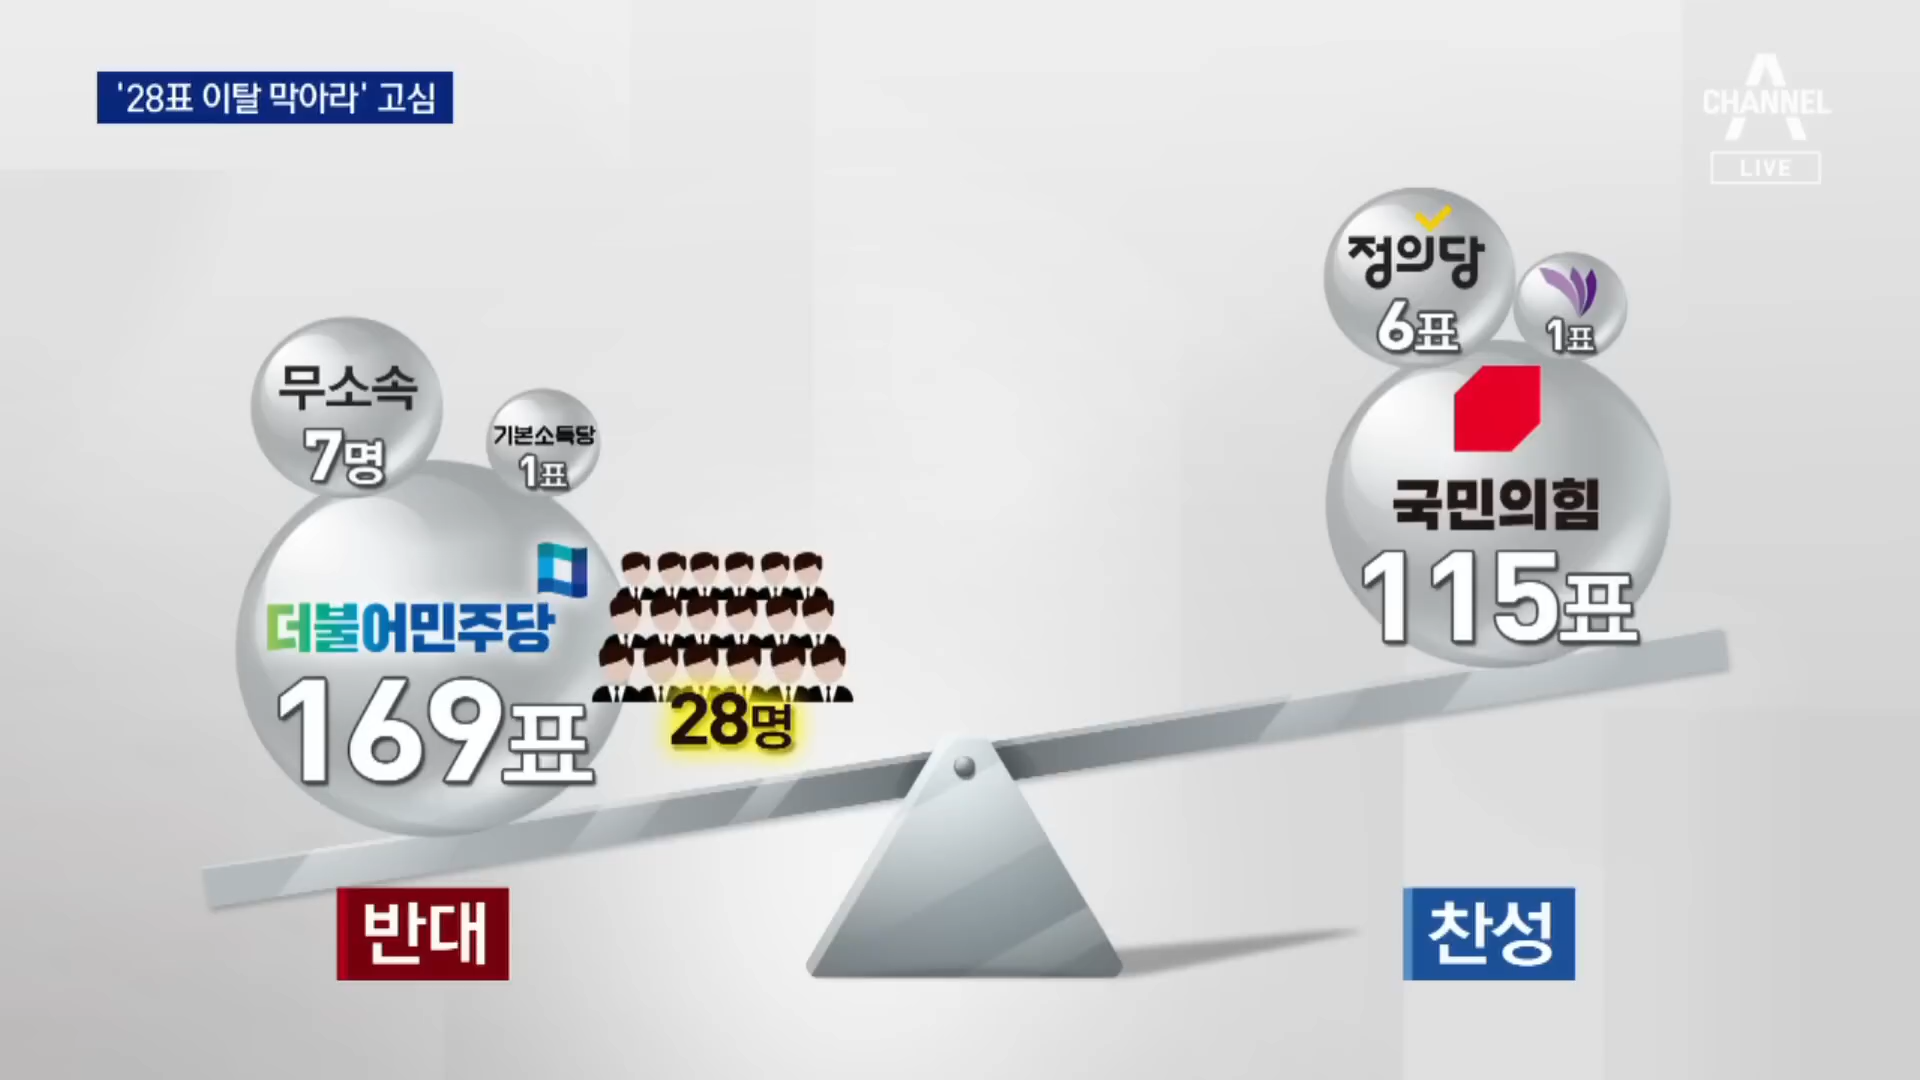 '28표 이탈 막아라' 고심
CHANNEL A
LIVE
무소속
7명
기본소득당
1표
더불어민주당
169표
28명
정의당
6표
1표
국민의힘
115표
반대
찬성